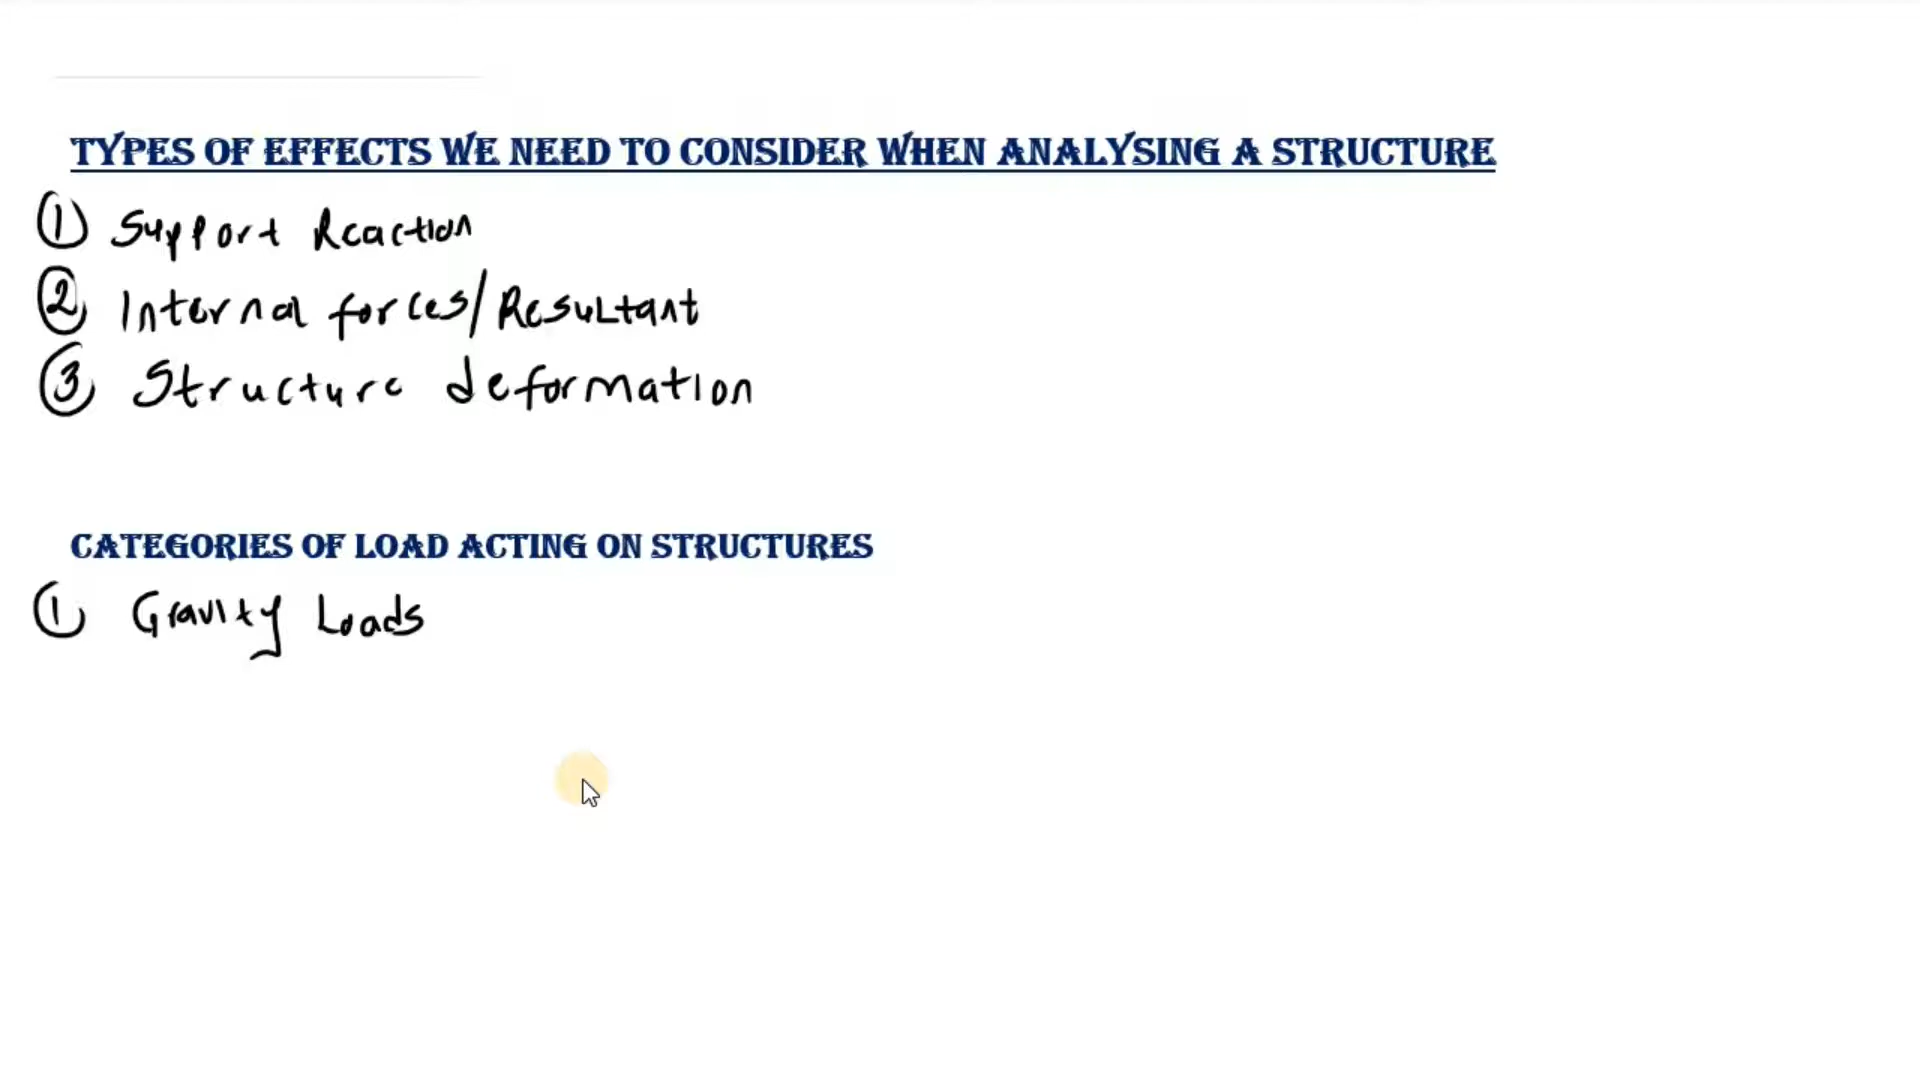 TYPES OF EFFECTS WE NEED TO CONSIDER WHEN ANALYSING A STRUCTURE
① Support Reaction
② Internal forces/Resultant
③ Structure deformation
CATEGORIES OF LOAD ACTING ON STRUCTURES
① Gravity Loads